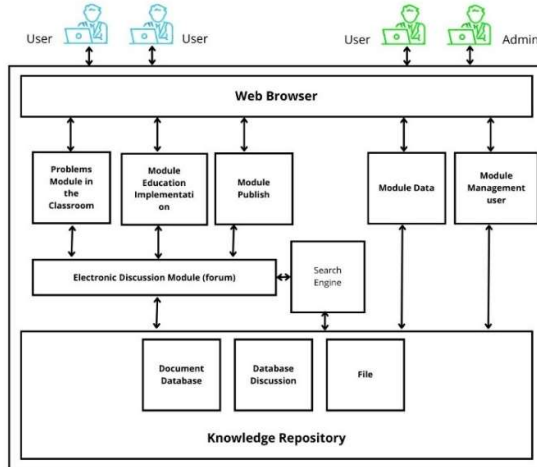 User
User
User
Admin
Web Browser
Problems
Module in
the
Classroom
Module
Education
Implementati
on
Module
Publish
Module Data
Module
Management
user
Electronic Discussion Module (forum)
Search
Engine
Document
Database
Database
Discussion
File
Knowledge Repository